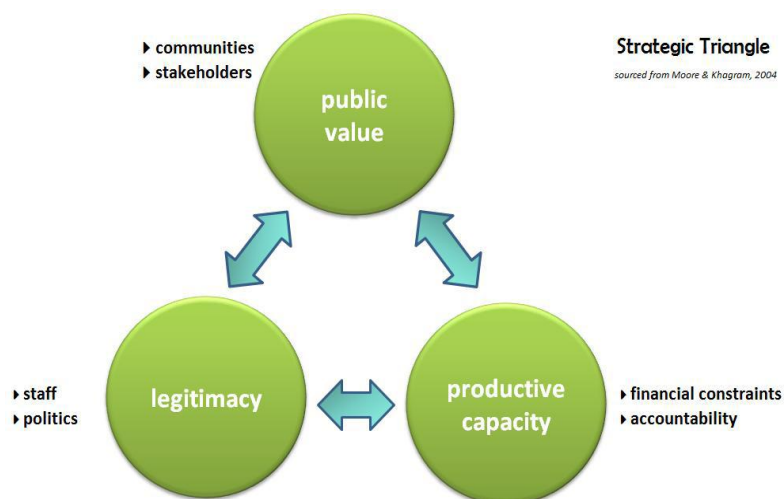 Strategic Triangle
sourced from Moore & Khagram, 2004
communities
stakeholders
public
value
legitimacy
staff
politics
productive
capacity
financial constraints
accountability